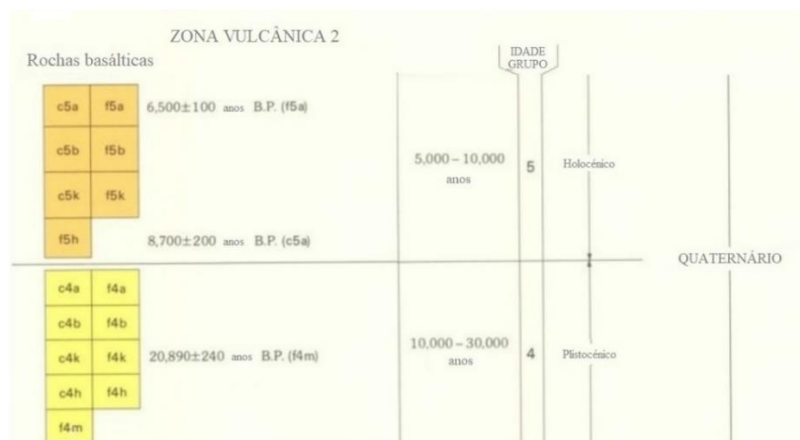 ZONA VULCÂNICA 2
Rochas basálticas
IDADE
GRUPO
c5a f5a 6,500±100 anos B.P. (f5a)
c5b f5b
5,000 – 10,000
anos
5
Holocénico
c5k f5k
f5h 8,700±200 anos B.P. (c5a)
QUATERNÁRIO
c4a f4a
c4b f4b
10,000 – 30,000
anos
4
Plistocénico
c4k f4k 20,890±240 anos B.P. (f4m)
c4h f4h
f4m